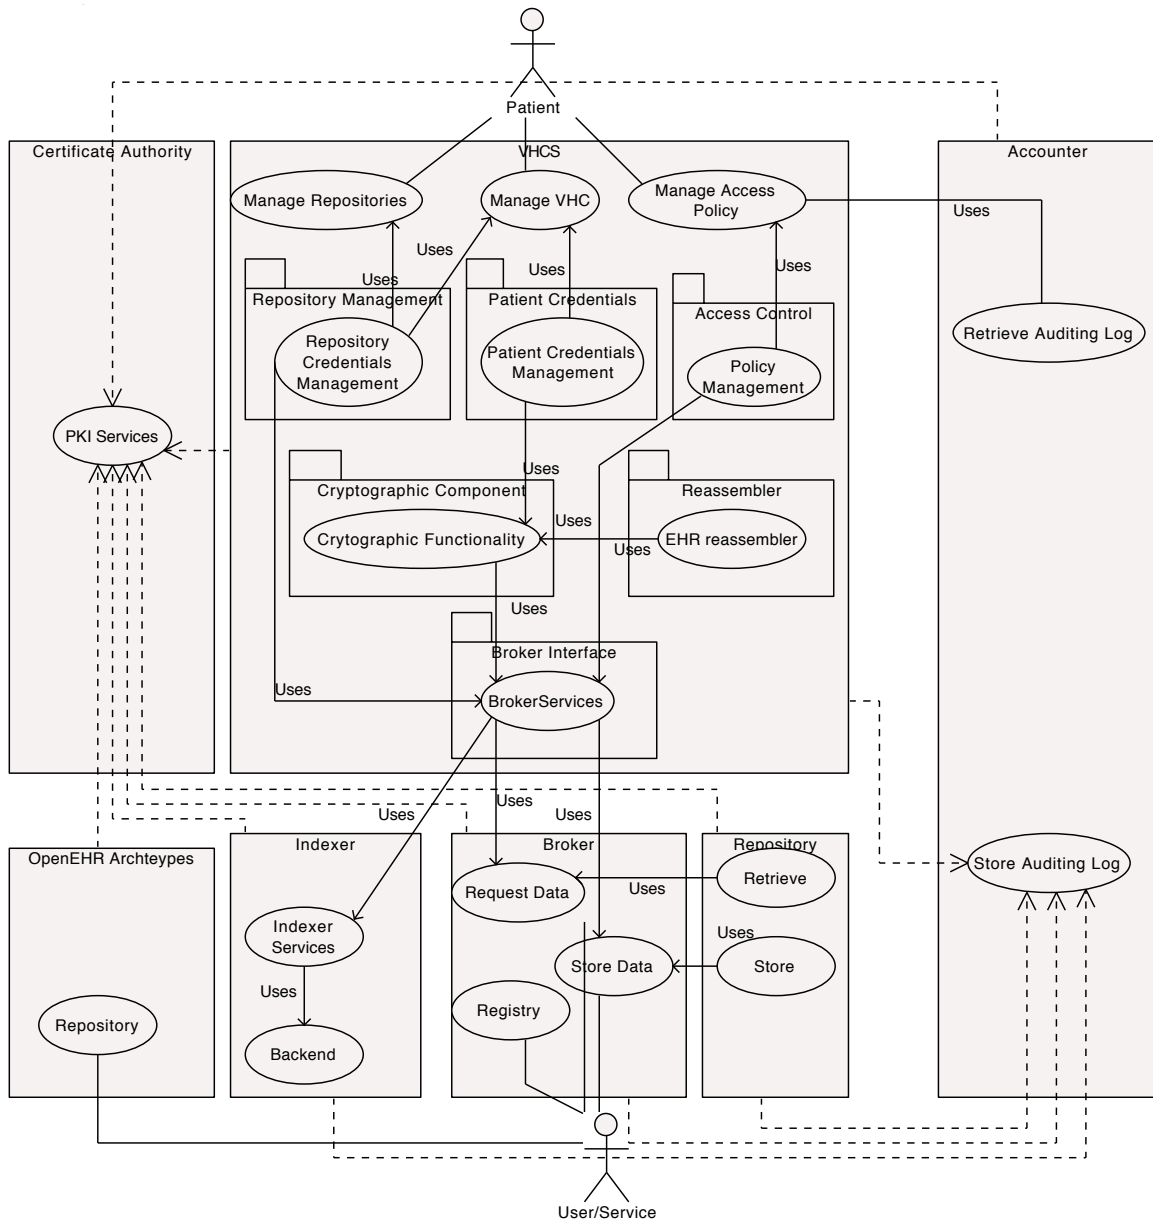 Patient
Certificate Authority
VHCS
Accounter
Manage Repositories
Manage VHC
Manage Access
Policy
Uses
Uses
Uses
Uses
Uses
Repository Management
Patient Credentials
Access Control
Repository
Credentials
Management
Patient Credentials
Management
Policy
Management
Retrieve Auditing Log
PKI Services
Uses
Cryptographic Component
Reassembler
Uses
Crytographic Functionality
EHR reassembler
Uses
Uses
Broker Interface
Uses
BrokerServices
Uses
Uses
Uses
OpenEHR Archteypes
Indexer
Broker
Repository
Store Auditing Log
Request Data
Uses
Retrieve
Indexer
Services
Uses
Store Data
Store
Uses
Registry
Repository
Backend
User/Service